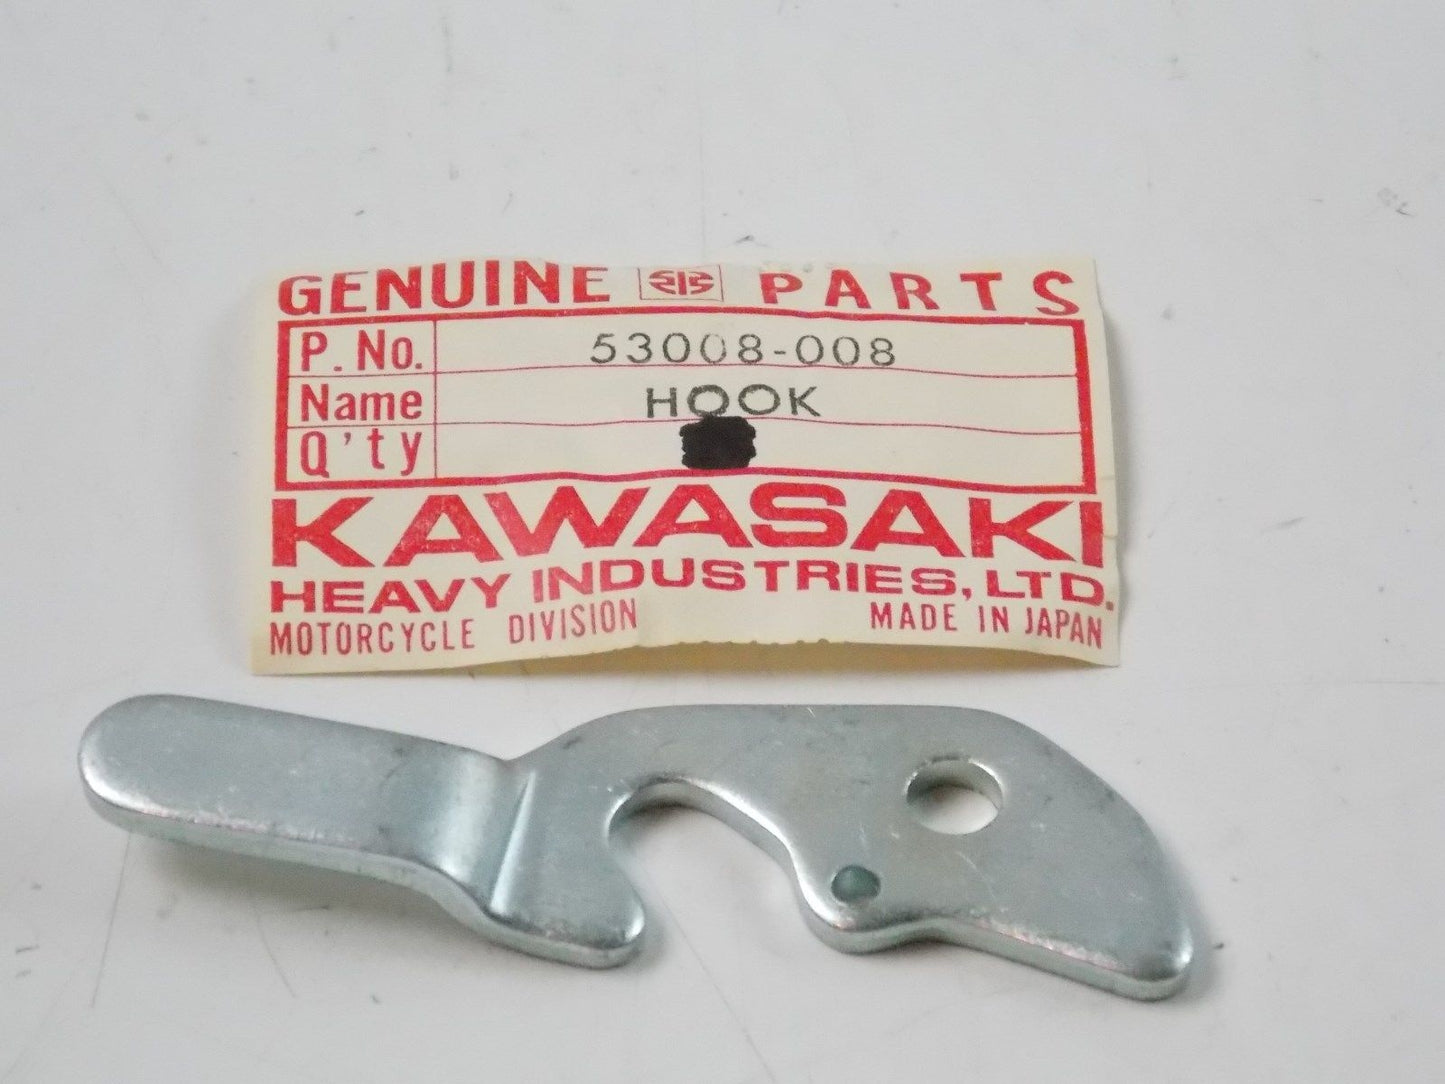 GENUINE PARTS
P. No. 53008-008
Name HOOK
Q'ty
KAWASAKI
HEAVY INDUSTRIES, LTD.
MOTORCYCLE DIVISION MADE IN JAPAN